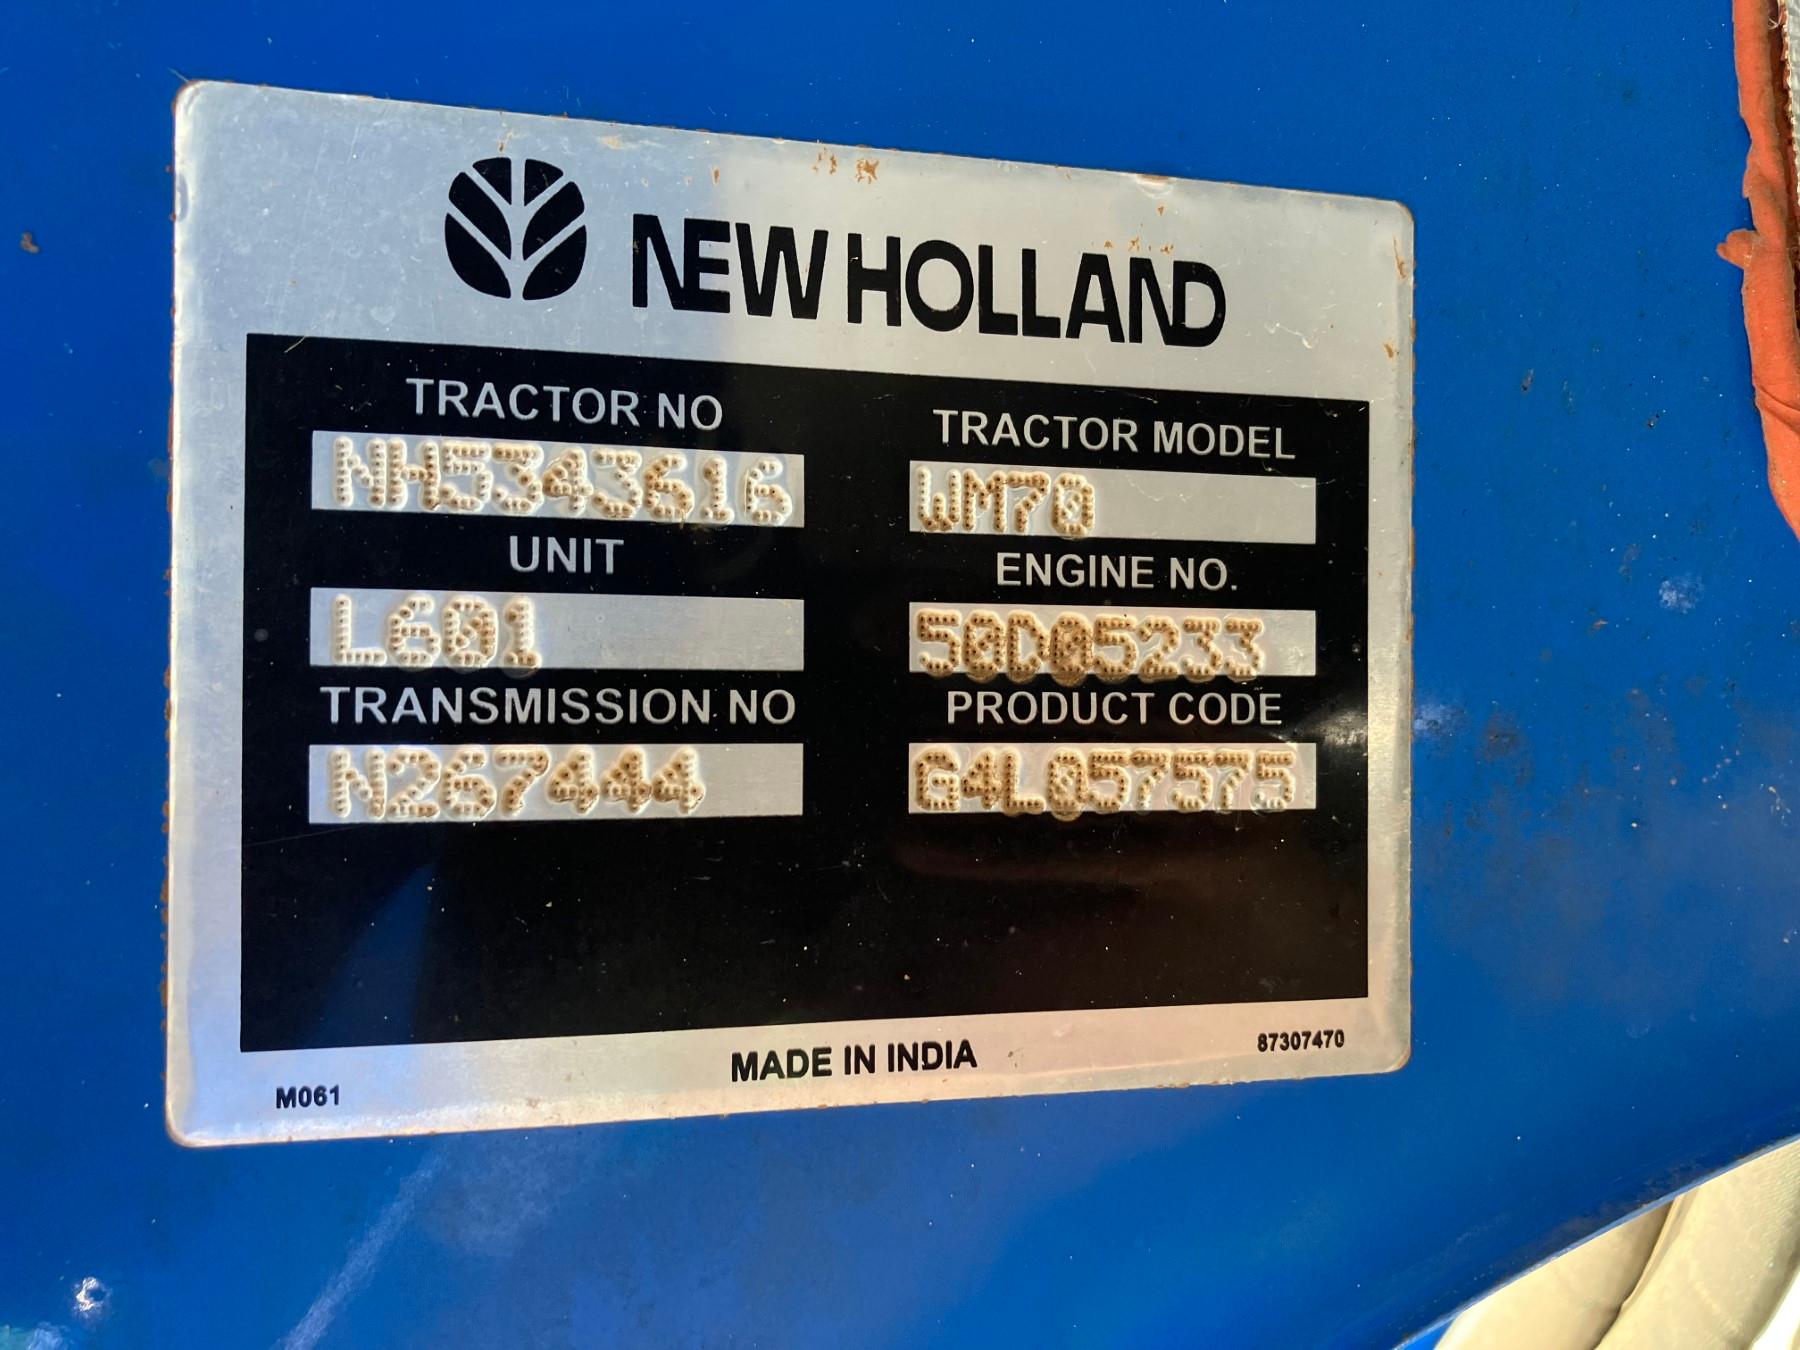 NEW HOLLAND
TRACTOR NO
NH5343616
TRACTOR MODEL
WM70
UNIT
L601
ENGINE NO.
50D05233
TRANSMISSION NO
N267444
PRODUCT CODE
G4L057575
MADE IN INDIA
87307470
M061